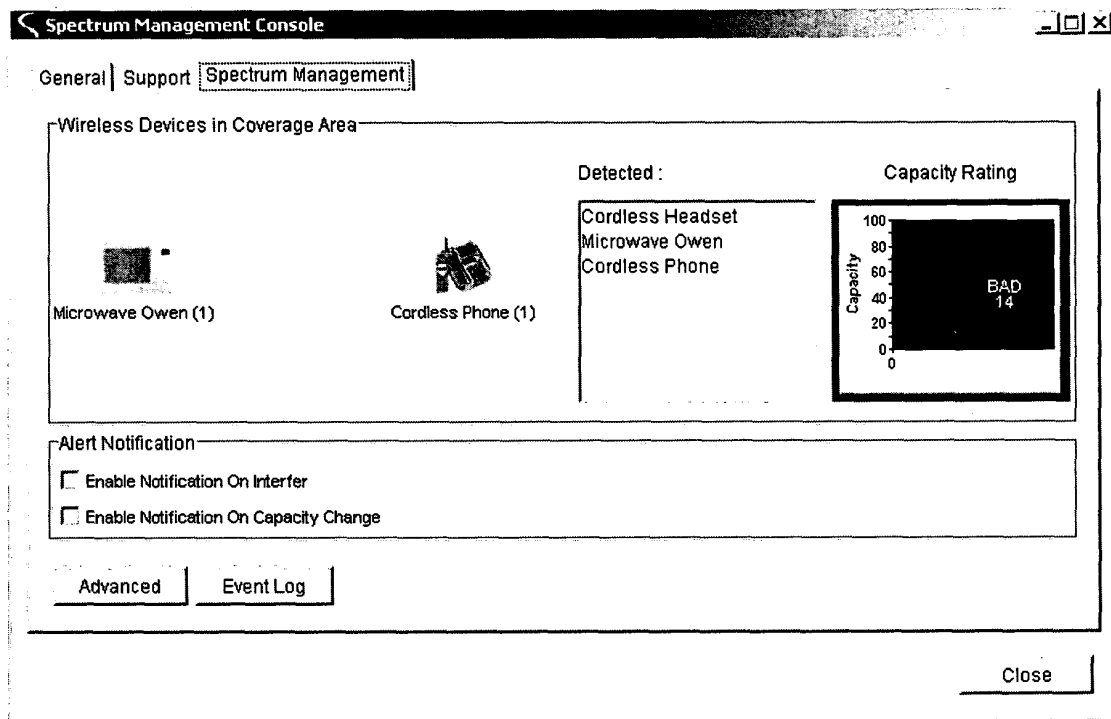 Spectrum Management Console
General Support Spectrum Management
Wireless Devices in Coverage Area
Detected :
Capacity Rating
Cordless Headset
Microwave Owen
Cordless Phone
Microwave Owen (1)
Cordless Phone (1)
Capacity
100
80
60
40
20
0
0
BAD
14
Alert Notification
Enable Notification On Interfer
Enable Notification On Capacity Change
Advanced
Event Log
Close